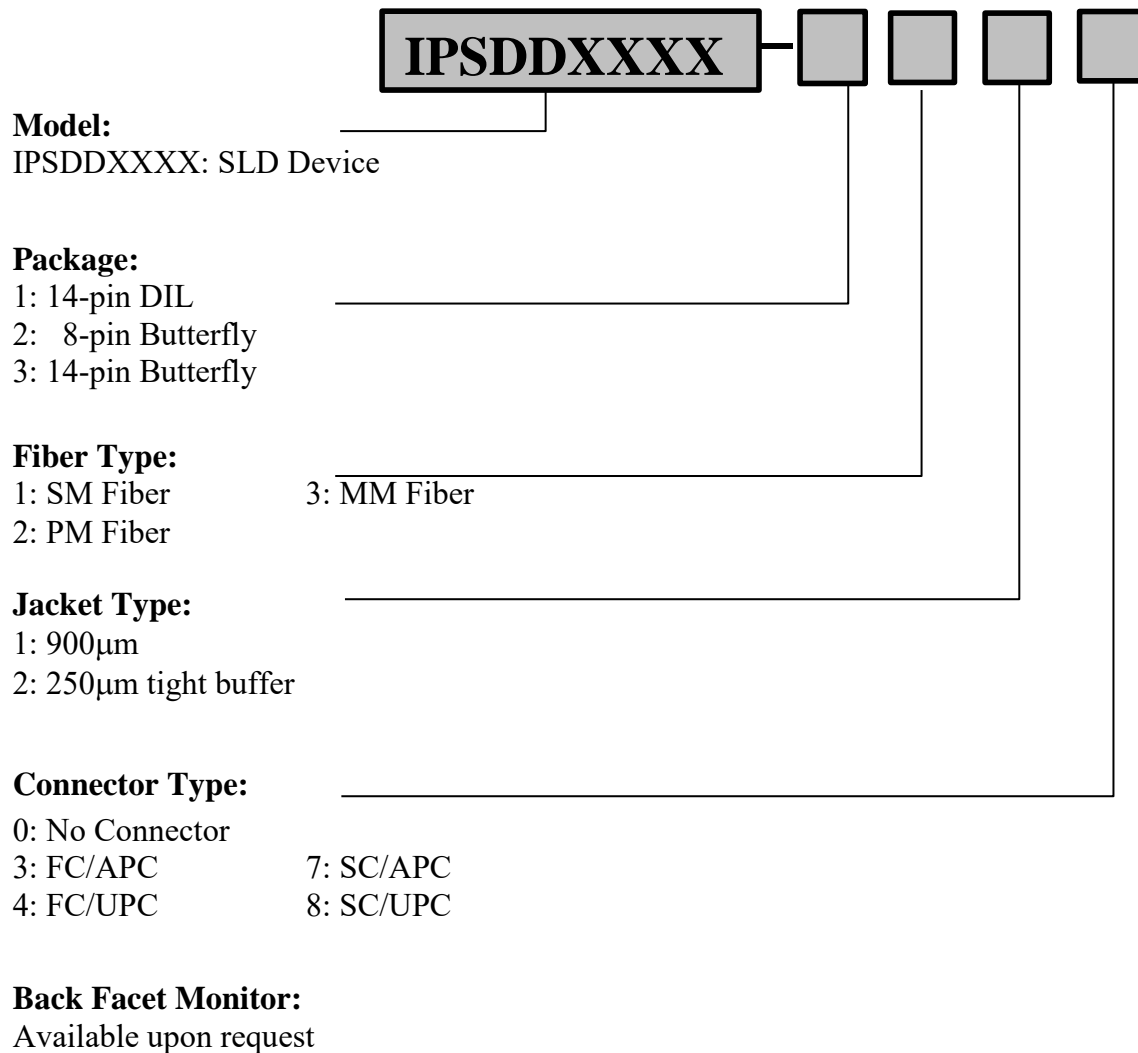 IPSDDXXXX
Model:
IPSDDXXXX: SLD Device
Package:
1: 14-pin DIL
2: 8-pin Butterfly
3: 14-pin Butterfly
Fiber Type:
1: SM Fiber 3: MM Fiber
2: PM Fiber
Jacket Type:
1: 900μm
2: 250μm tight buffer
Connector Type:
0: No Connector
3: FC/APC 7: SC/APC
4: FC/UPC 8: SC/UPC
Back Facet Monitor:
Available upon request